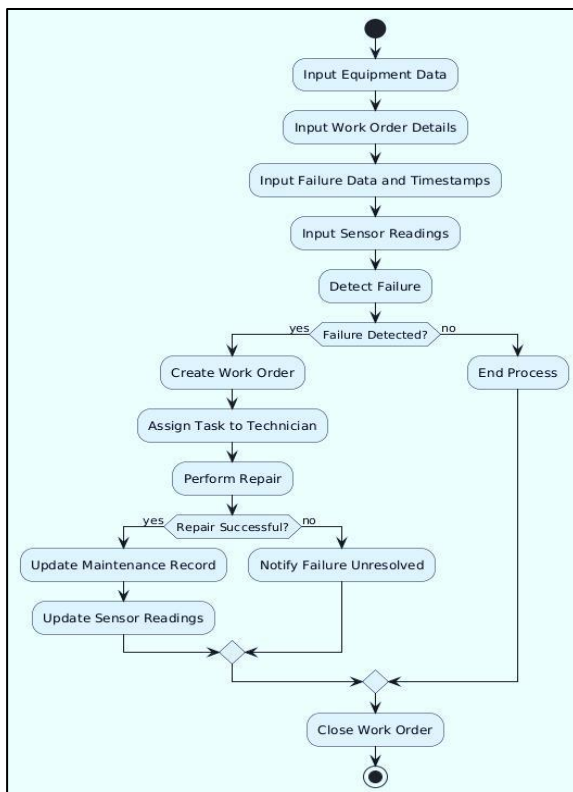 Input Equipment Data
Input Work Order Details
Input Failure Data and Timestamps
Input Sensor Readings
Detect Failure
yes
Failure Detected?
no
Create Work Order
End Process
Assign Task to Technician
Perform Repair
yes
Repair Successful?
no
Update Maintenance Record
Notify Failure Unresolved
Update Sensor Readings
Close Work Order